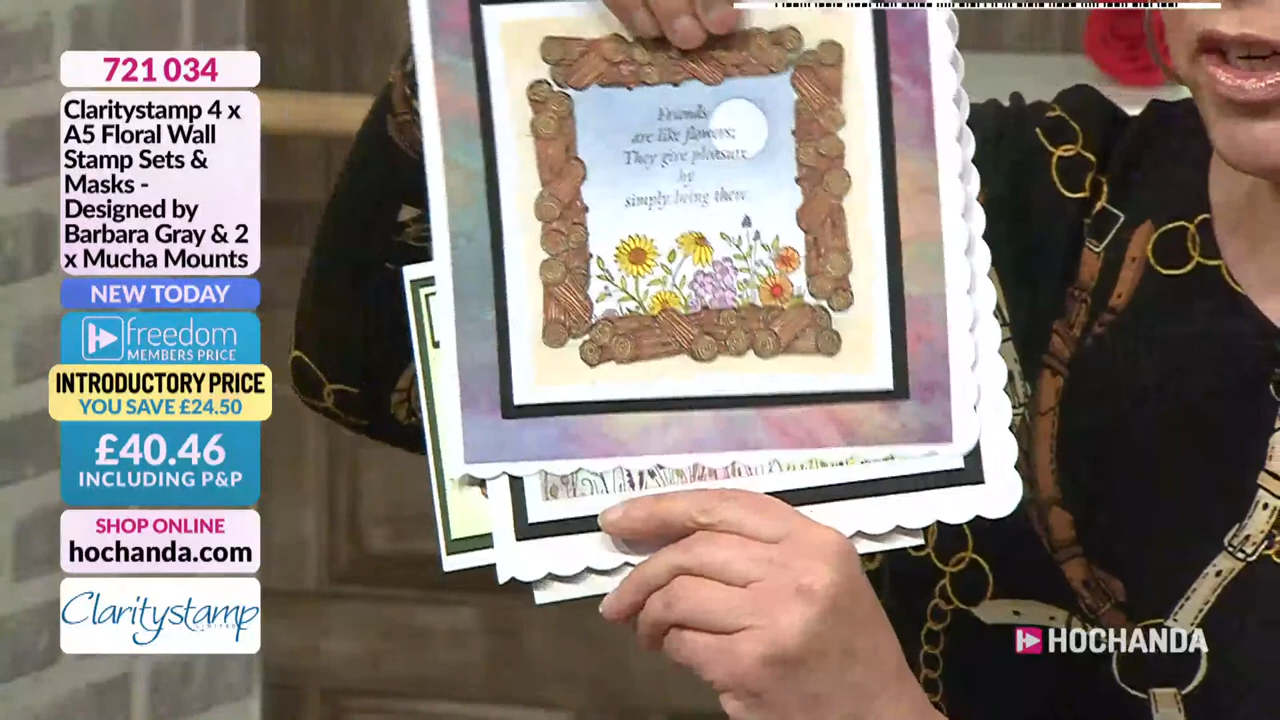 721 034
Claritystamp 4 x
A5 Floral Wall
Stamp Sets &
Masks -
Designed by
Barbara Gray & 2
x Mucha Mounts
NEW TODAY
freedom
MEMBERS PRICE
INTRODUCTORY PRICE
YOU SAVE £24.50
£40.46
INCLUDING P&P
SHOP ONLINE
hochanda.com
Claritystamp
LIMITED
Friends
are like flowers;
They give pleasure
by
simply being there
HOCHANDA